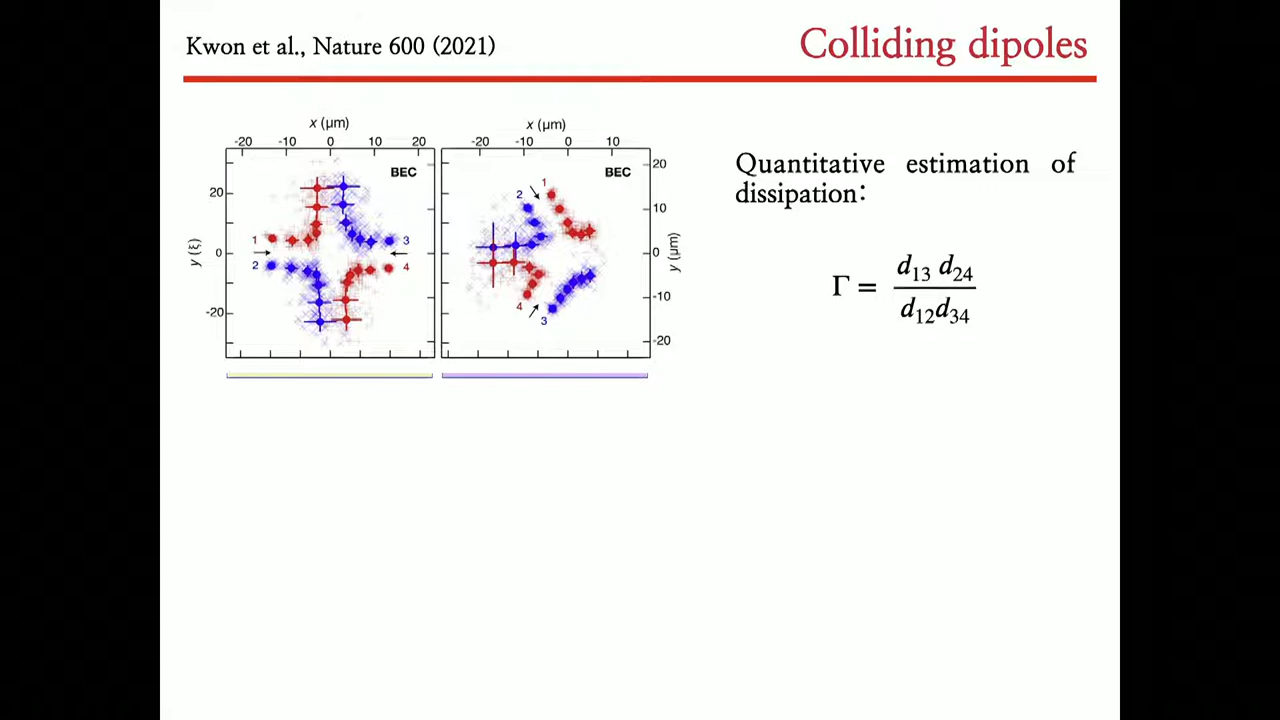 Kwon et al., Nature 600 (2021)
Colliding dipoles
x (μm)
x (μm)
-20 -10 0 10 20
-20 -10 0 10
BEC
BEC
20
0
-20
y (ξ)
1
2
3
4
1
2
4
3
20
10
0
-10
-20
y (μm)
Quantitative estimation of
dissipation:
Γ = d13 d24 / d12d34